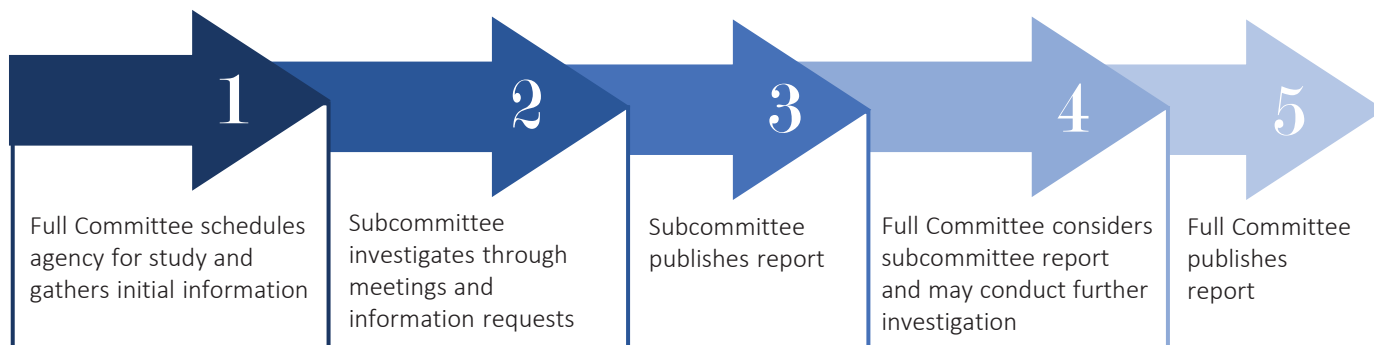 1
Full Committee schedules
agency for study and
gathers initial information
2
Subcommittee
investigates through
meetings and
information requests
3
Subcommittee
publishes report
4
Full Committee considers
subcommittee report
and may conduct further
investigation
5
Full Committee
publishes
report